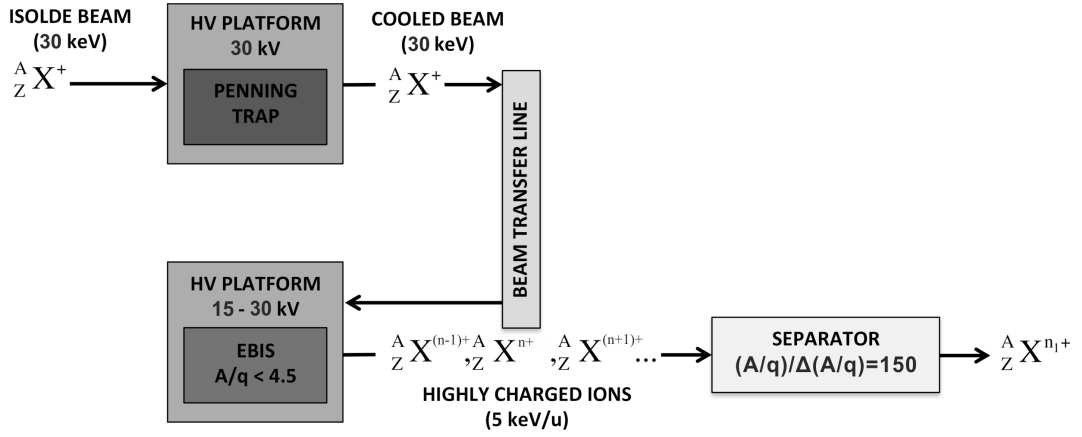 ISOLDE BEAM
(30 keV)
A
Z X+
HV PLATFORM
30 kV
PENNING
TRAP
COOLED BEAM
(30 keV)
A
Z X+
BEAM TRANSFER LINE
HV PLATFORM
15 - 30 kV
EBIS
A/q < 4.5
A
Z X(n-1)+, A
Z Xn+ , A
Z X(n+1)+...
HIGHLY CHARGED IONS
(5 keV/u)
SEPARATOR
(A/q)/Δ(A/q)=150
A
Z Xn₁+